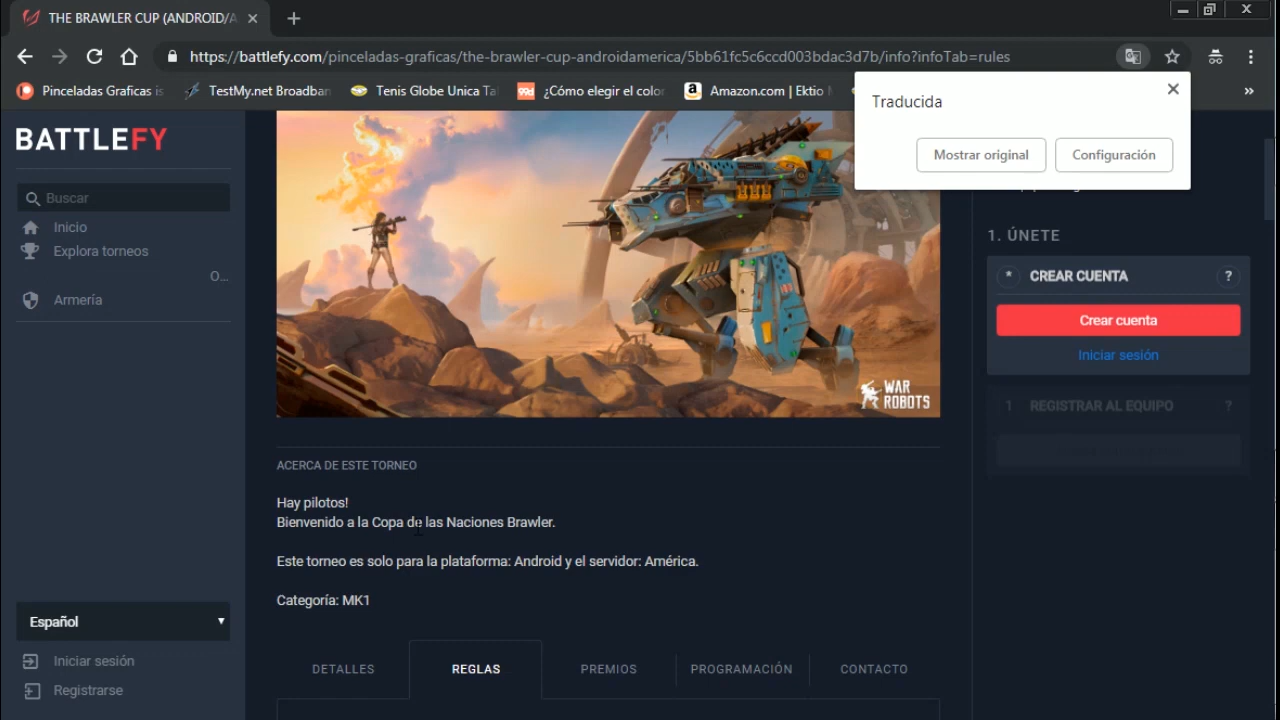 THE BRAWLER CUP (ANDROID/A
https://battlefy.com/pinceladas-graficas/the-brawler-cup-androidamerica/5bb61fc5c6ccd003bdac3d7b/info?infoTab=rules
Pinceladas Graficas is
TestMy.net Broadban
Tenis Globe Unica Tal
99d
¿Cómo elegir el color
a
Amazon.com | Ektio
»
Traducida
Mostrar original
Configuración
BATTLEFY
Buscar
Inicio
Explora torneos
O...
Armería
Español
Iniciar sesión
Registrarse
WAR
ROBOTS
ACERCA DE ESTE TORNEO
Hay pilotos!
Bienvenido a la Copa de las Naciones Brawler.
Este torneo es solo para la plataforma: Android y el servidor: América.
Categoría: MK1
DETALLES
REGLAS
PREMIOS
PROGRAMACIÓN
CONTACTO
1. ÚNETE
* CREAR CUENTA ?
Crear cuenta
Iniciar sesión
1 REGISTRAR AL EQUIPO ?